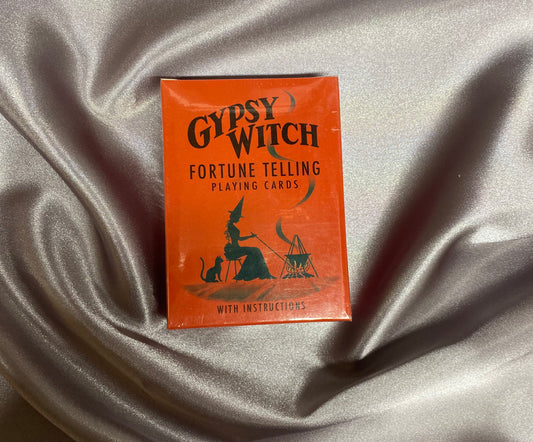 GYPSY
WITCH
FORTUNE TELLING
PLAYING CARDS
WITH INSTRUCTIONS